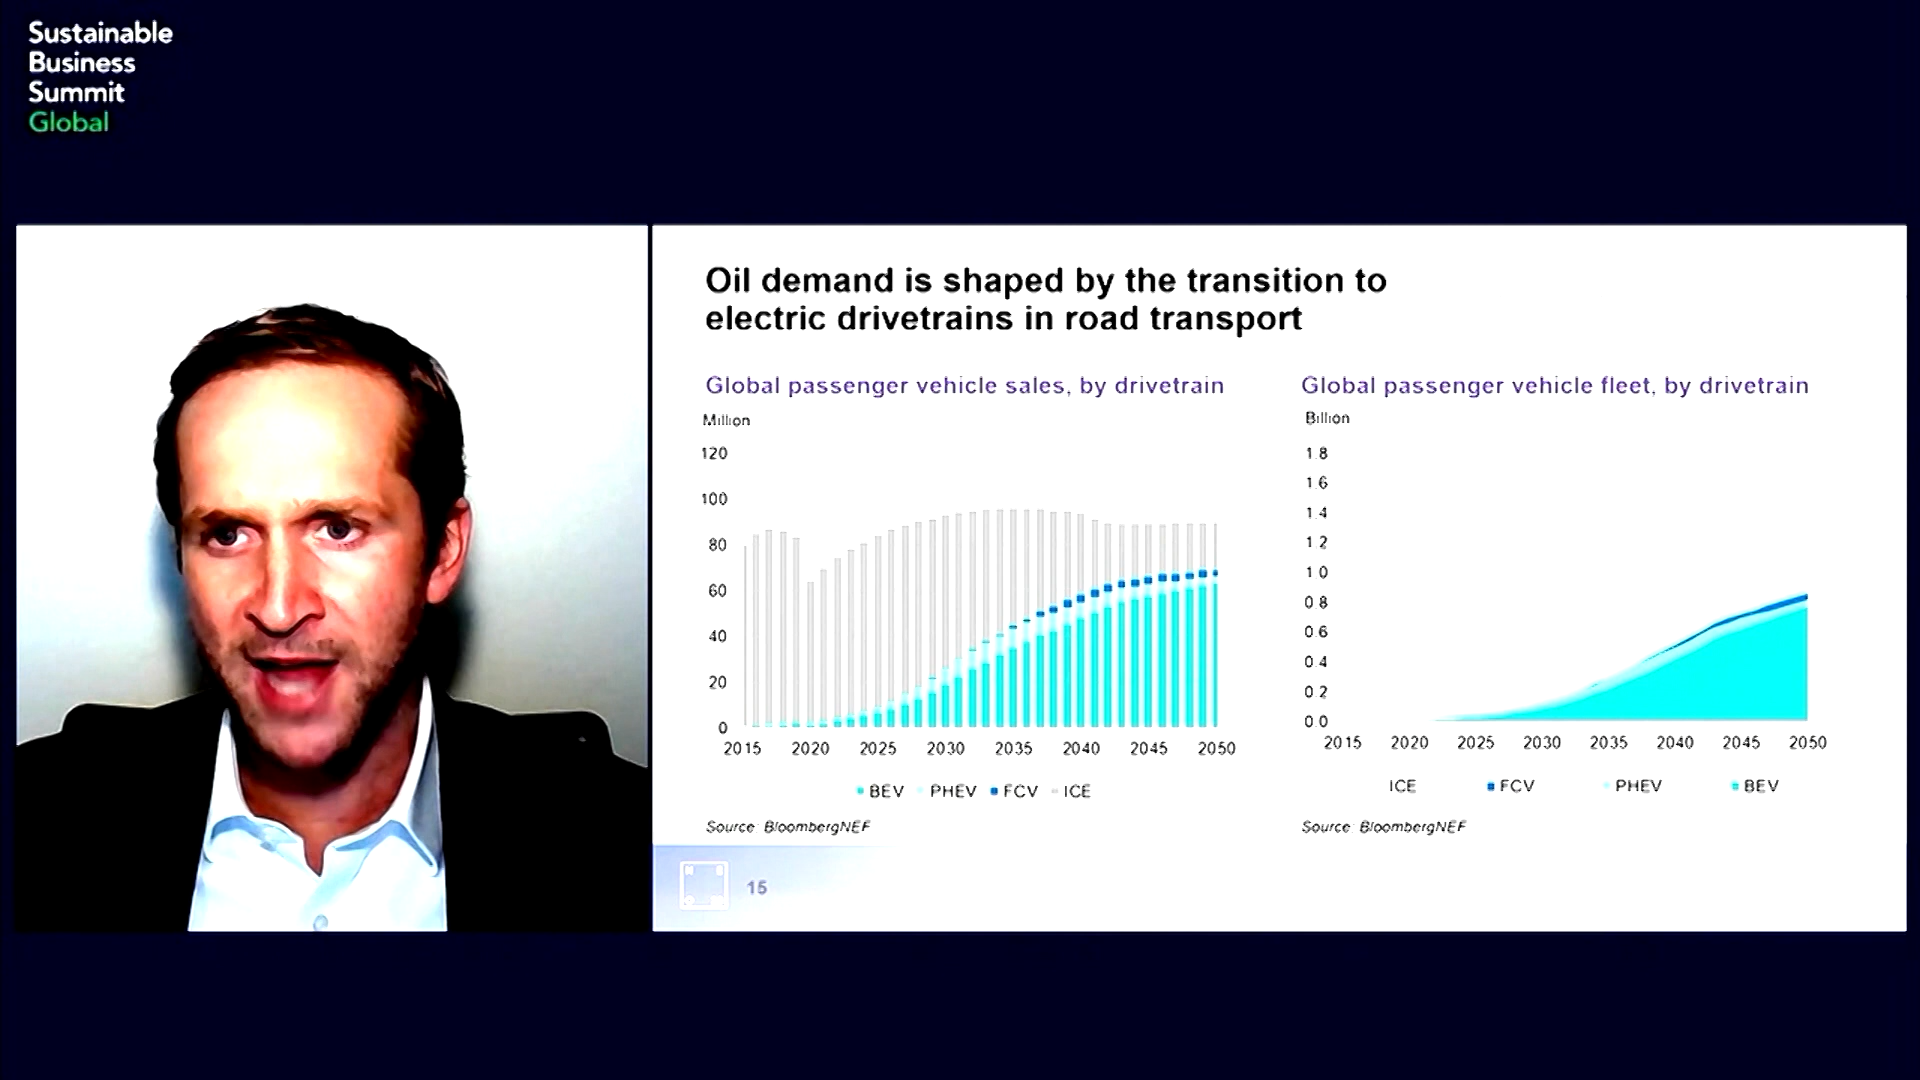 Sustainable
Business
Summit
Global
Oil demand is shaped by the transition to
electric drivetrains in road transport
Global passenger vehicle sales, by drivetrain
Million
120
100
80
60
40
20
0
2015 2020 2025 2030 2035 2040 2045 2050
BEV PHEV FCV ICE
Source: BloombergNEF
Global passenger vehicle fleet, by drivetrain
Billion
1.8
1.6
1.4
1.2
1.0
0.8
0.6
0.4
0.2
0.0
2015 2020 2025 2030 2035 2040 2045 2050
ICE FCV PHEV BEV
Source: BloombergNEF
15